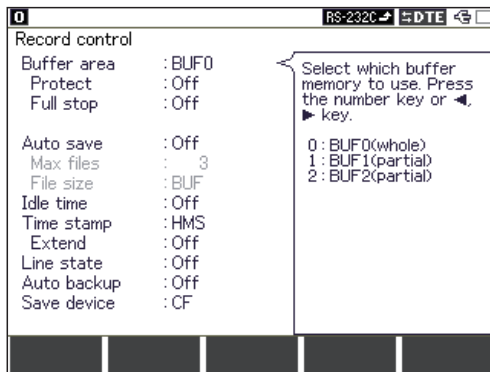 0 RS-232C DTE
Record control
Buffer area :BUF0
Protect :Off
Full stop :Off
Auto save :Off
Max files : 3
File size :BUF
Idle time :Off
Time stamp :HMS
Extend :Off
Line state :Off
Auto backup :Off
Save device :CF
Select which buffer
memory to use. Press
the number key or ◄,
► key.
0:BUF0(whole)
1:BUF1(partial)
2:BUF2(partial)